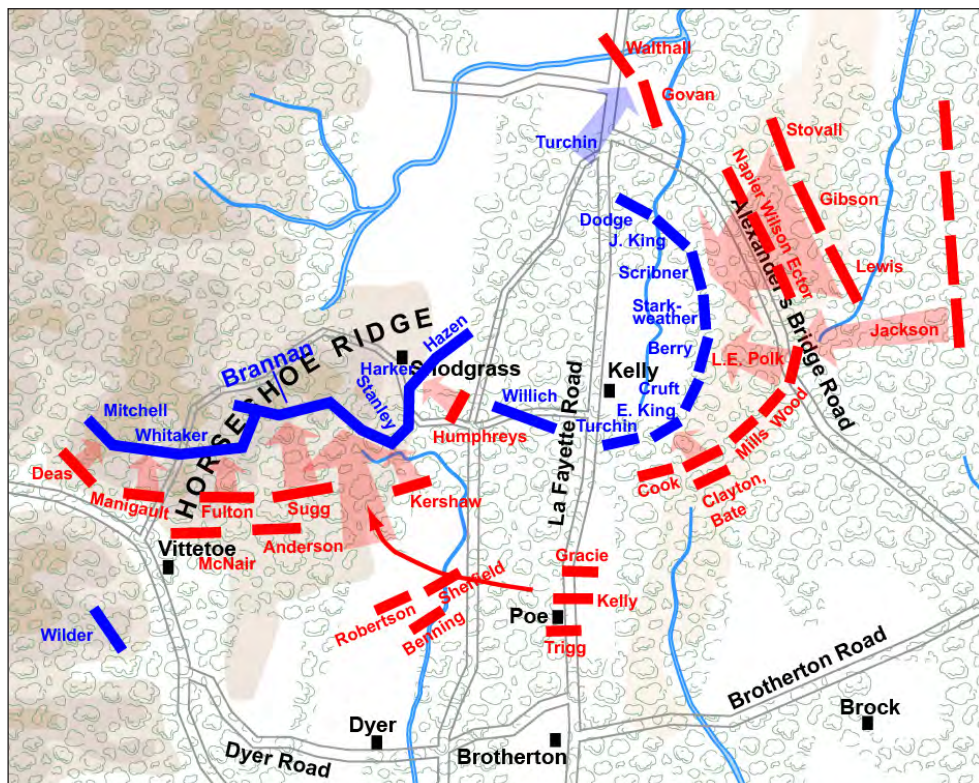 Walthall
Govan
Turchin
Stovall
Napier Wilson Ector
Gibson
Alexander's Bridge Road
Dodge
J. King
Scribner
Lewis
Stark-
weather
Jackson
HORSESHOE RIDGE
Hazen
Brannan
Harker
Snodgrass
Berry
L.E. Polk
Stanley
Kelly
Willich
Cruft
E. King
Turchin
La Fayette Road
Mitchell
Whitaker
Humphreys
Wood
Mills
Deas
Manigault
Fulton
Sugg
Kershaw
Cook
Clayton,
Bate
Vittetoe
McNair
Anderson
Gracie
Sheffield
Kelly
Robertson
Benning
Poe
Trigg
Wilder
Brotherton Road
Brock
Dyer
Brotherton
Dyer Road